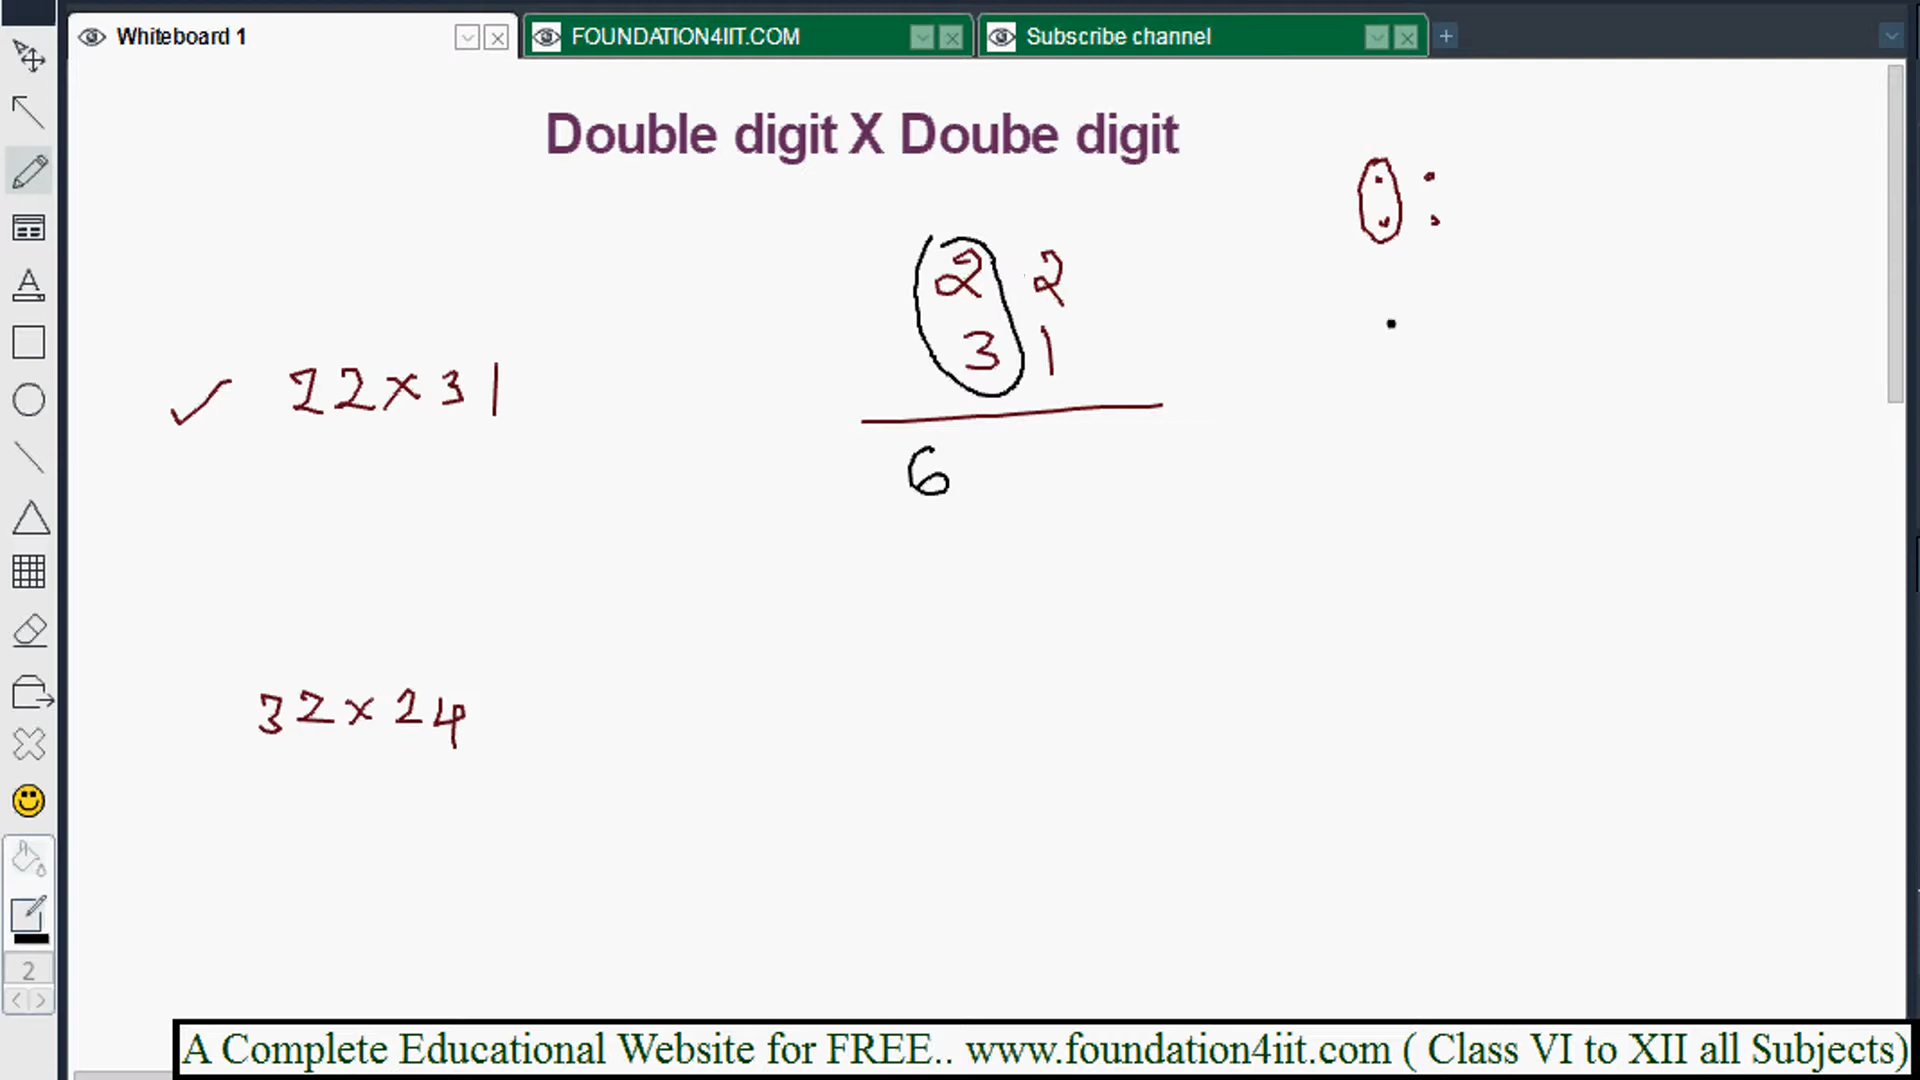 Whiteboard 1 FOUNDATION4IIT.COM Subscribe channel
Double digit X Doube digit
2 2
3 1
22 x 31
6
32 x 24
2
A Complete Educational Website for FREE.. www.foundation4iit.com ( Class VI to XII all Subjects)